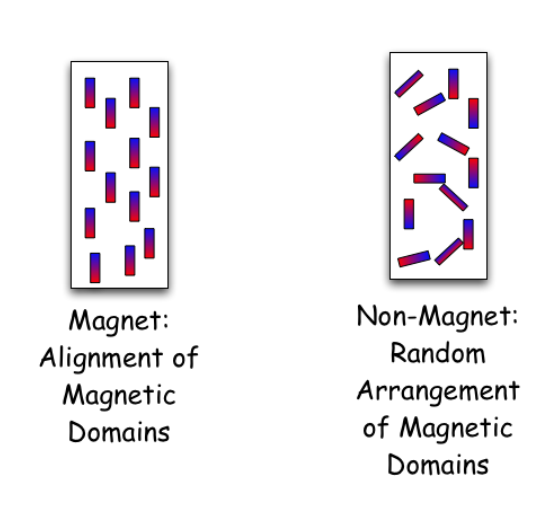 Magnet:
Alignment of
Magnetic
Domains
Non-Magnet:
Random
Arrangement
of Magnetic
Domains